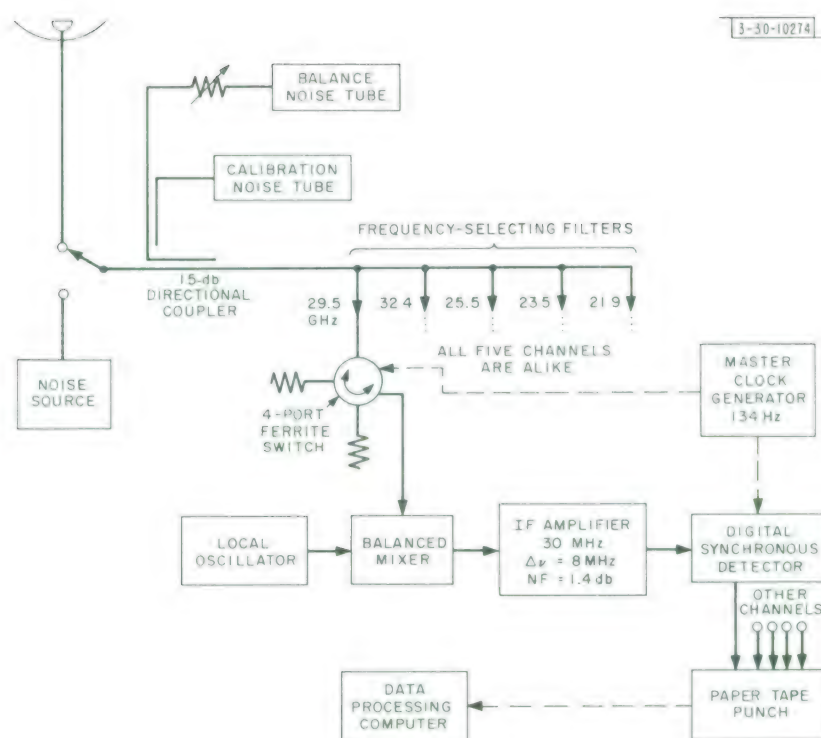 3-30-10274
BALANCE
NOISE TUBE
CALIBRATION
NOISE TUBE
FREQUENCY-SELECTING FILTERS
15-db
DIRECTIONAL
COUPLER
29.5
GHz
32.4
25.5
23.5
21.9
NOISE
SOURCE
ALL FIVE CHANNELS
ARE ALIKE
4-PORT
FERRITE
SWITCH
MASTER
CLOCK
GENERATOR
134 Hz
LOCAL
OSCILLATOR
BALANCED
MIXER
IF AMPLIFIER
30 MHz
Δν = 8 MHz
NF = 1.4 db
DIGITAL
SYNCHRONOUS
DETECTOR
OTHER
CHANNELS
DATA
PROCESSING
COMPUTER
PAPER TAPE
PUNCH